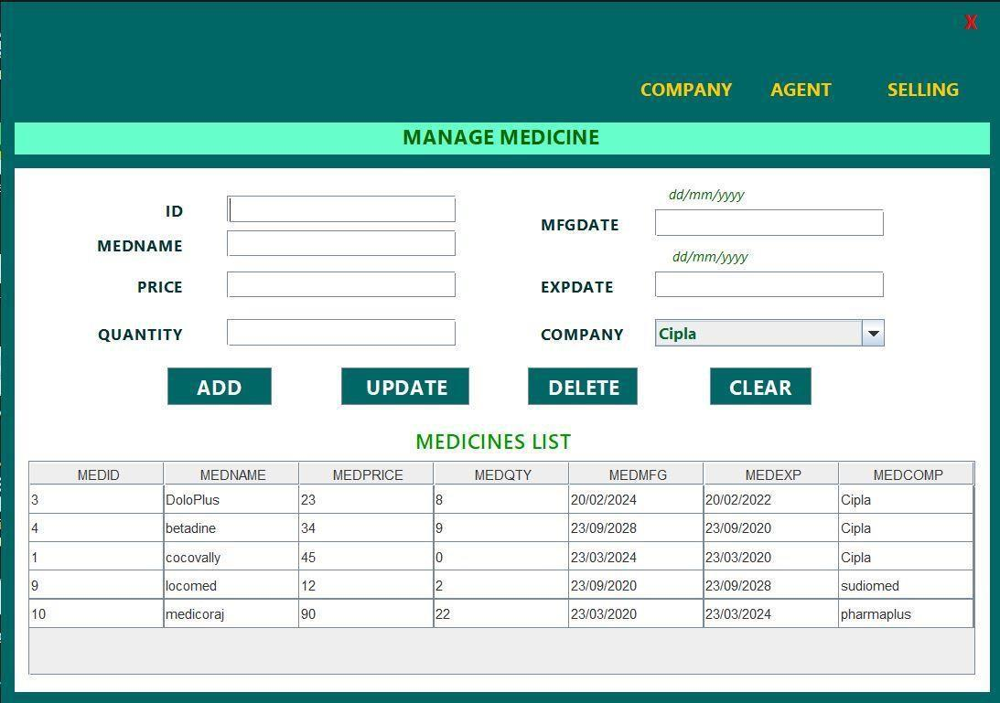 X
COMPANY AGENT SELLING
MANAGE MEDICINE
ID
MEDNAME
PRICE
QUANTITY
dd/mm/yyyy
MFGDATE
dd/mm/yyyy
EXPDATE
COMPANY Cipla
ADD UPDATE DELETE CLEAR
MEDICINES LIST
MEDID MEDNAME MEDPRICE MEDQTY MEDMFG MEDEXP MEDCOMP
3 DoloPlus 23 8 20/02/2024 20/02/2022 Cipla
4 betadine 34 9 23/09/2028 23/09/2020 Cipla
1 cocovally 45 0 23/03/2024 23/03/2020 Cipla
9 locomed 12 2 23/09/2020 23/09/2028 sudiomed
10 medicoraj 90 22 23/03/2020 23/03/2024 pharmaplus